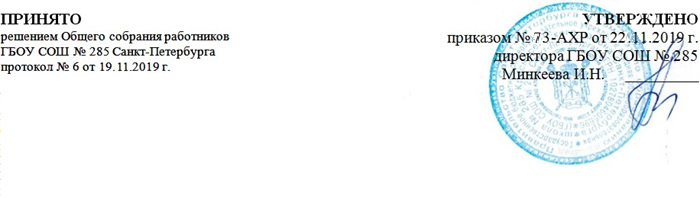 ПРИНЯТО
решением Общего собрания работников
ГБОУ СОШ № 285 Санкт-Петербурга
протокол № 6 от 19.11.2019 г.
УТВЕРЖДЕНО
приказом № 73-АХР от 22.11.2019 г.
директора ГБОУ СОШ № 285
Минкеева И.Н.